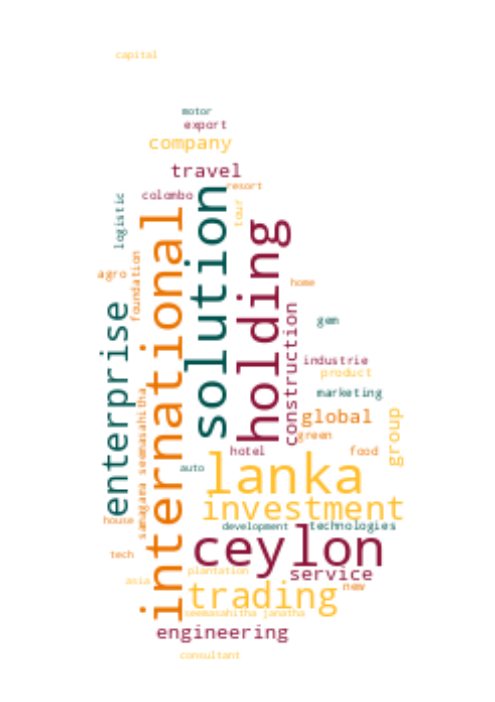 capital
motor
export
company
travel
resort
colombo
tour
logistic
solution
international
holding
agro
foundation
home
enterprise
construction
gem
industrie
product
marketing
samagama seemasahitha
global
group
green
hotel
food
lanka
auto
investment
house
development
technologies
ceylon
tech
plantation
service
asia
trading
new
seemasahitha janatha
engineering
consultant